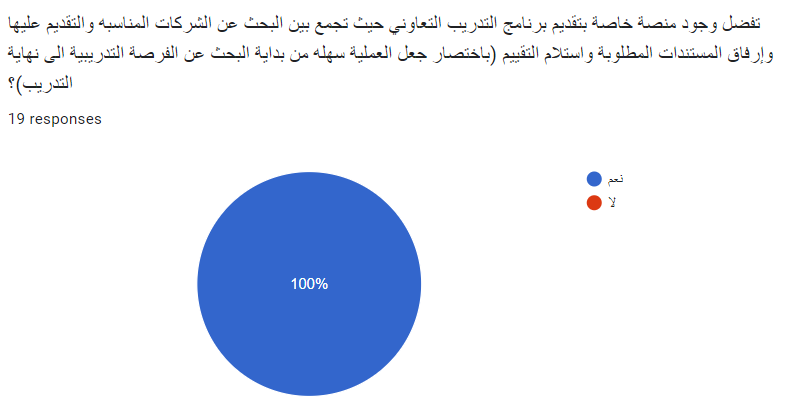 تفضل وجود منصة خاصة بتقديم برنامج التدريب التعاوني حيث تجمع بين البحث عن الشركات المناسبه والتقديم عليها
وإرفاق المستندات المطلوبة واستلام التقييم (باختصار جعل العملية سهله من بداية البحث عن الفرصة التدريبية الى نهاية
التدريب)؟
19 responses
نعم
لا
100%